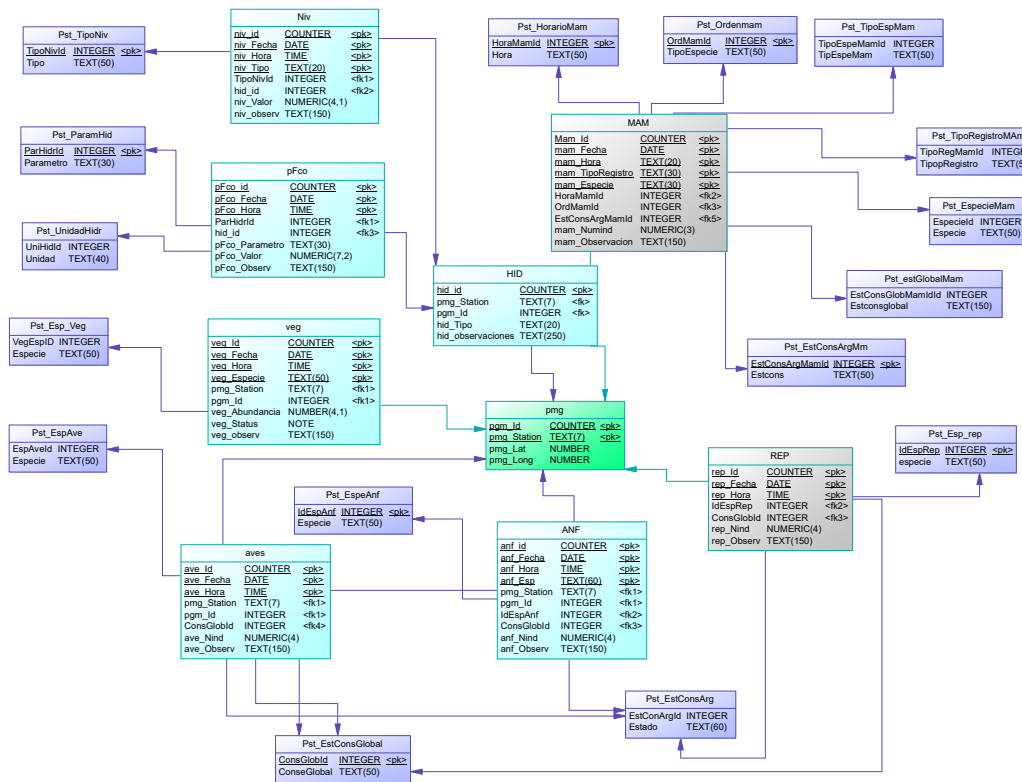 Pst_TipoNiv
TipoNivId INTEGER <pk>
Tipo TEXT(50)
Niv
niv_id COUNTER <pk>
niv_Fecha DATE <pk>
niv_Hora TIME <pk>
niv_Tipo TEXT(20) <pk>
TipoNivId INTEGER <fk1>
hid_id INTEGER <fk2>
niv_Valor NUMERIC(4,1)
niv_observ TEXT(150)
Pst_HorarioMam
HoraMamId INTEGER <pk>
Hora TEXT(50)
Pst_Ordenmam
OrdMamId INTEGER <pk>
TipoEspecie TEXT(50)
Pst_TipoEspMam
TipoEspeMamId INTEGER
TipEspeMam TEXT(50)
Pst_ParamHid
ParHidrId INTEGER <pk>
Parametro TEXT(30)
pFco
pFco_id COUNTER <pk>
pFco_Fecha DATE <pk>
pFco_Hora TIME <pk>
ParHidrId INTEGER <fk1>
hid_id INTEGER <fk3>
pFco_Parametro TEXT(30)
pFco_Valor NUMERIC(7,2)
pFco_Observ TEXT(150)
MAM
Mam_Id COUNTER <pk>
mam_Fecha DATE <pk>
mam_Hora TEXT(20) <pk>
mam_TipoRegistro TEXT(30) <pk>
mam_Especie TEXT(30) <pk>
HoraMamId INTEGER <fk2>
OrdMamId INTEGER <fk3>
EstConsArgMamId INTEGER <fk5>
mam_Numind NUMERIC(3)
mam_Observacion TEXT(150)
Pst_TipoRegistroMAm
TipoRegMamId INTEGE
TipopRegistro TEXT(5
Pst_EspecieMam
EspecieId INTEGER
Especie TEXT(50)
Pst_UnidadHidr
UniHidId INTEGER
Unidad TEXT(40)
HID
hid_id COUNTER <pk>
pmg_Station TEXT(7) <fk>
pgm_Id INTEGER <fk>
hid_Tipo TEXT(20)
hid_observaciones TEXT(250)
Pst_estGlobalMam
EstConsGlobMamIdId INTEGER
Estconsglobal TEXT(150)
Pst_Esp_Veg
VegEspID INTEGER
Especie TEXT(50)
veg
veg_Id COUNTER <pk>
veg_Fecha DATE <pk>
veg_Hora TIME <pk>
veg_Especie TEXT(50) <pk>
pmg_Station TEXT(7) <fk1>
pgm_Id INTEGER <fk1>
veg_Abundancia NUMBER(4,1)
veg_Status NOTE
veg_observ TEXT(150)
Pst_EstConsArgMm
EstConsArgMamId INTEGER <pk>
Estcons TEXT(50)
pmg
pgm_Id COUNTER <pk>
pmg_Station TEXT(7) <pk>
pmg_Lat NUMBER
pmg_Long NUMBER
Pst_EspAve
EspAveId INTEGER
Especie TEXT(50)
Pst_Esp_rep
IdEspRep INTEGER <pk>
especie TEXT(50)
REP
rep_Id COUNTER <pk>
rep_Fecha DATE <pk>
rep_Hora TIME <pk>
IdEspRep INTEGER <fk2>
ConsGlobId INTEGER <fk3>
rep_Nind NUMERIC(4)
rep_Observ TEXT(150)
Pst_EspeAnf
IdEspAnf INTEGER <pk>
Especie TEXT(50)
ANF
anf_id COUNTER <pk>
anf_Fecha DATE <pk>
anf_Hora TIME <pk>
anf_Esp TEXT(60) <pk>
pmg_Station TEXT(7) <fk1>
pgm_Id INTEGER <fk1>
IdEspAnf INTEGER <fk2>
ConsGlobId INTEGER <fk3>
anf_Nind NUMERIC(4)
anf_Observ TEXT(150)
aves
ave_Id COUNTER <pk>
ave_Fecha DATE <pk>
ave_Hora TIME <pk>
pmg_Station TEXT(7) <fk1>
pgm_Id INTEGER <fk1>
ConsGlobId INTEGER <fk4>
ave_Nind NUMERIC(4)
ave_Observ TEXT(150)
Pst_EstConsArg
EstConArgId INTEGER
Estado TEXT(60)
Pst_EstConsGlobal
ConsGlobId INTEGER <pk>
ConseGlobal TEXT(50)